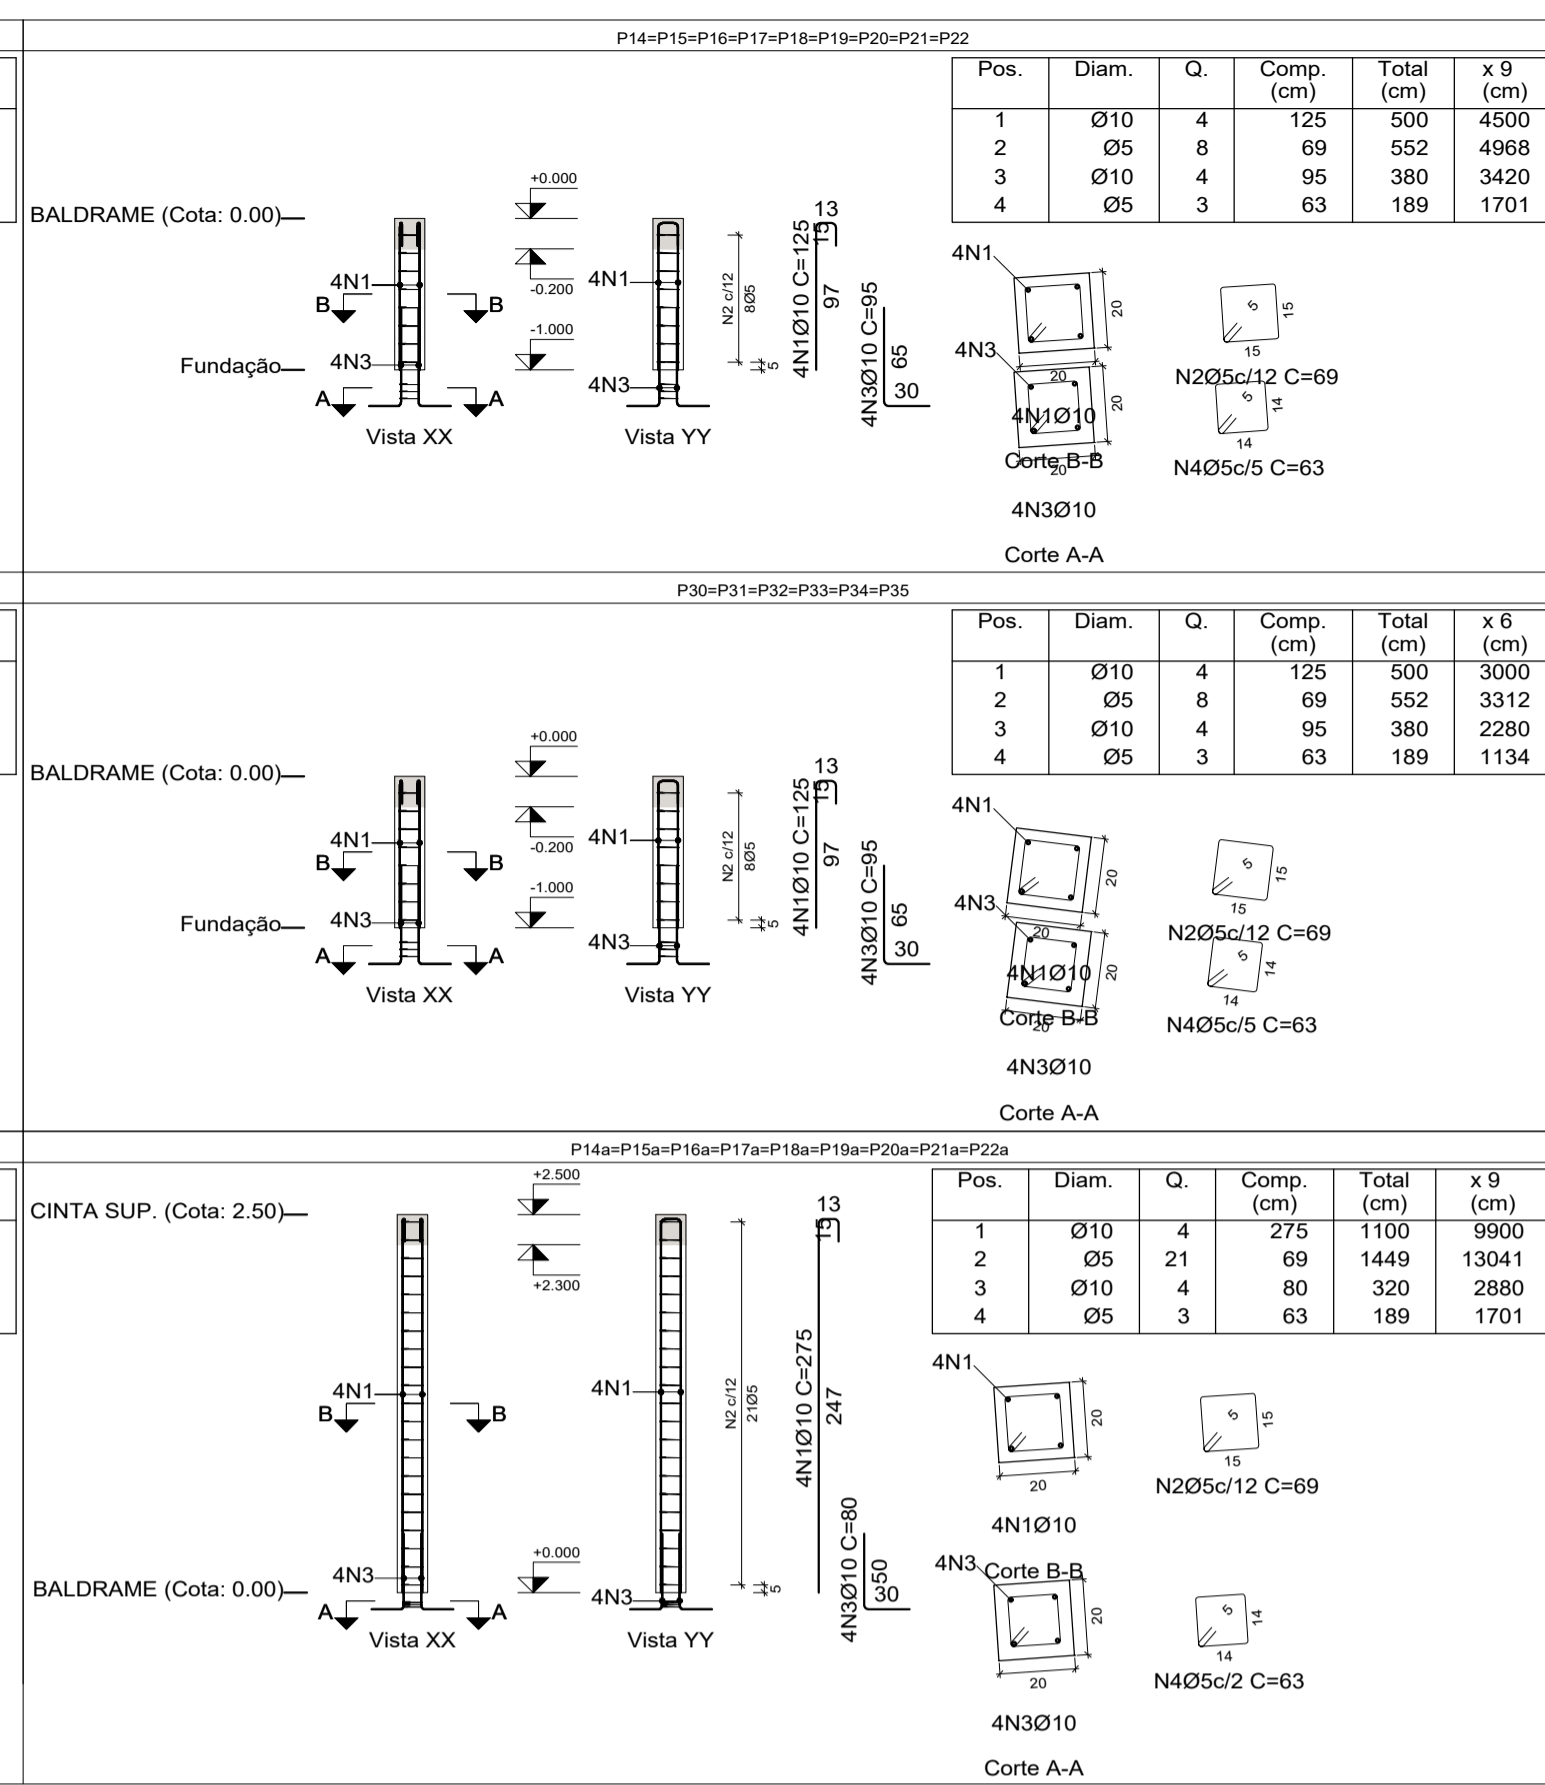 P14=P15=P16=P17=P18=P19=P20=P21=P22
Pos. Diam. Q. Comp. (cm) Total (cm) x 9 (cm)
1 Ø10 4 125 500 4500
2 Ø5 8 69 552 4968
3 Ø10 4 95 380 3420
4 Ø5 3 63 189 1701
BALDRAME (Cota: 0.00)
Fundação
4N1
B B
4N3
A A
Vista XX
+0.000
-0.200
-1.000
4N1
4N3
Vista YY
N2 c/12
8Ø5
5
13
15
4N1Ø10 C=125
97
4N3Ø10 C=95
65
30
4N1
20
20
4N1Ø10
Corte B-B
4N3
20
20
4N3Ø10
Corte A-A
5
15
15
N2Ø5c/12 C=69
5
14
14
N4Ø5c/5 C=63
P30=P31=P32=P33=P34=P35
Pos. Diam. Q. Comp. (cm) Total (cm) x 6 (cm)
1 Ø10 4 125 500 3000
2 Ø5 8 69 552 3312
3 Ø10 4 95 380 2280
4 Ø5 3 63 189 1134
BALDRAME (Cota: 0.00)
Fundação
4N1
B B
4N3
A A
Vista XX
+0.000
-0.200
-1.000
4N1
4N3
Vista YY
N2 c/12
8Ø5
5
13
15
4N1Ø10 C=125
97
4N3Ø10 C=95
65
30
4N1
20
20
4N1Ø10
Corte B-B
4N3
20
20
4N3Ø10
Corte A-A
5
15
15
N2Ø5c/12 C=69
5
14
14
N4Ø5c/5 C=63
P14a=P15a=P16a=P17a=P18a=P19a=P20a=P21a=P22a
Pos. Diam. Q. Comp. (cm) Total (cm) x 9 (cm)
1 Ø10 4 275 1100 9900
2 Ø5 21 69 1449 13041
3 Ø10 4 80 320 2880
4 Ø5 3 63 189 1701
CINTA SUP. (Cota: 2.50)
BALDRAME (Cota: 0.00)
4N1
B B
4N3
A A
Vista XX
+2.500
+2.300
+0.000
4N1
4N3
Vista YY
N2 c/12
21Ø5
5
13
15
4N1Ø10 C=275
247
4N3Ø10 C=80
50
30
4N1
20
20
4N1Ø10
Corte B-B
4N3
20
20
4N3Ø10
Corte A-A
5
15
15
N2Ø5c/12 C=69
5
14
14
N4Ø5c/2 C=63